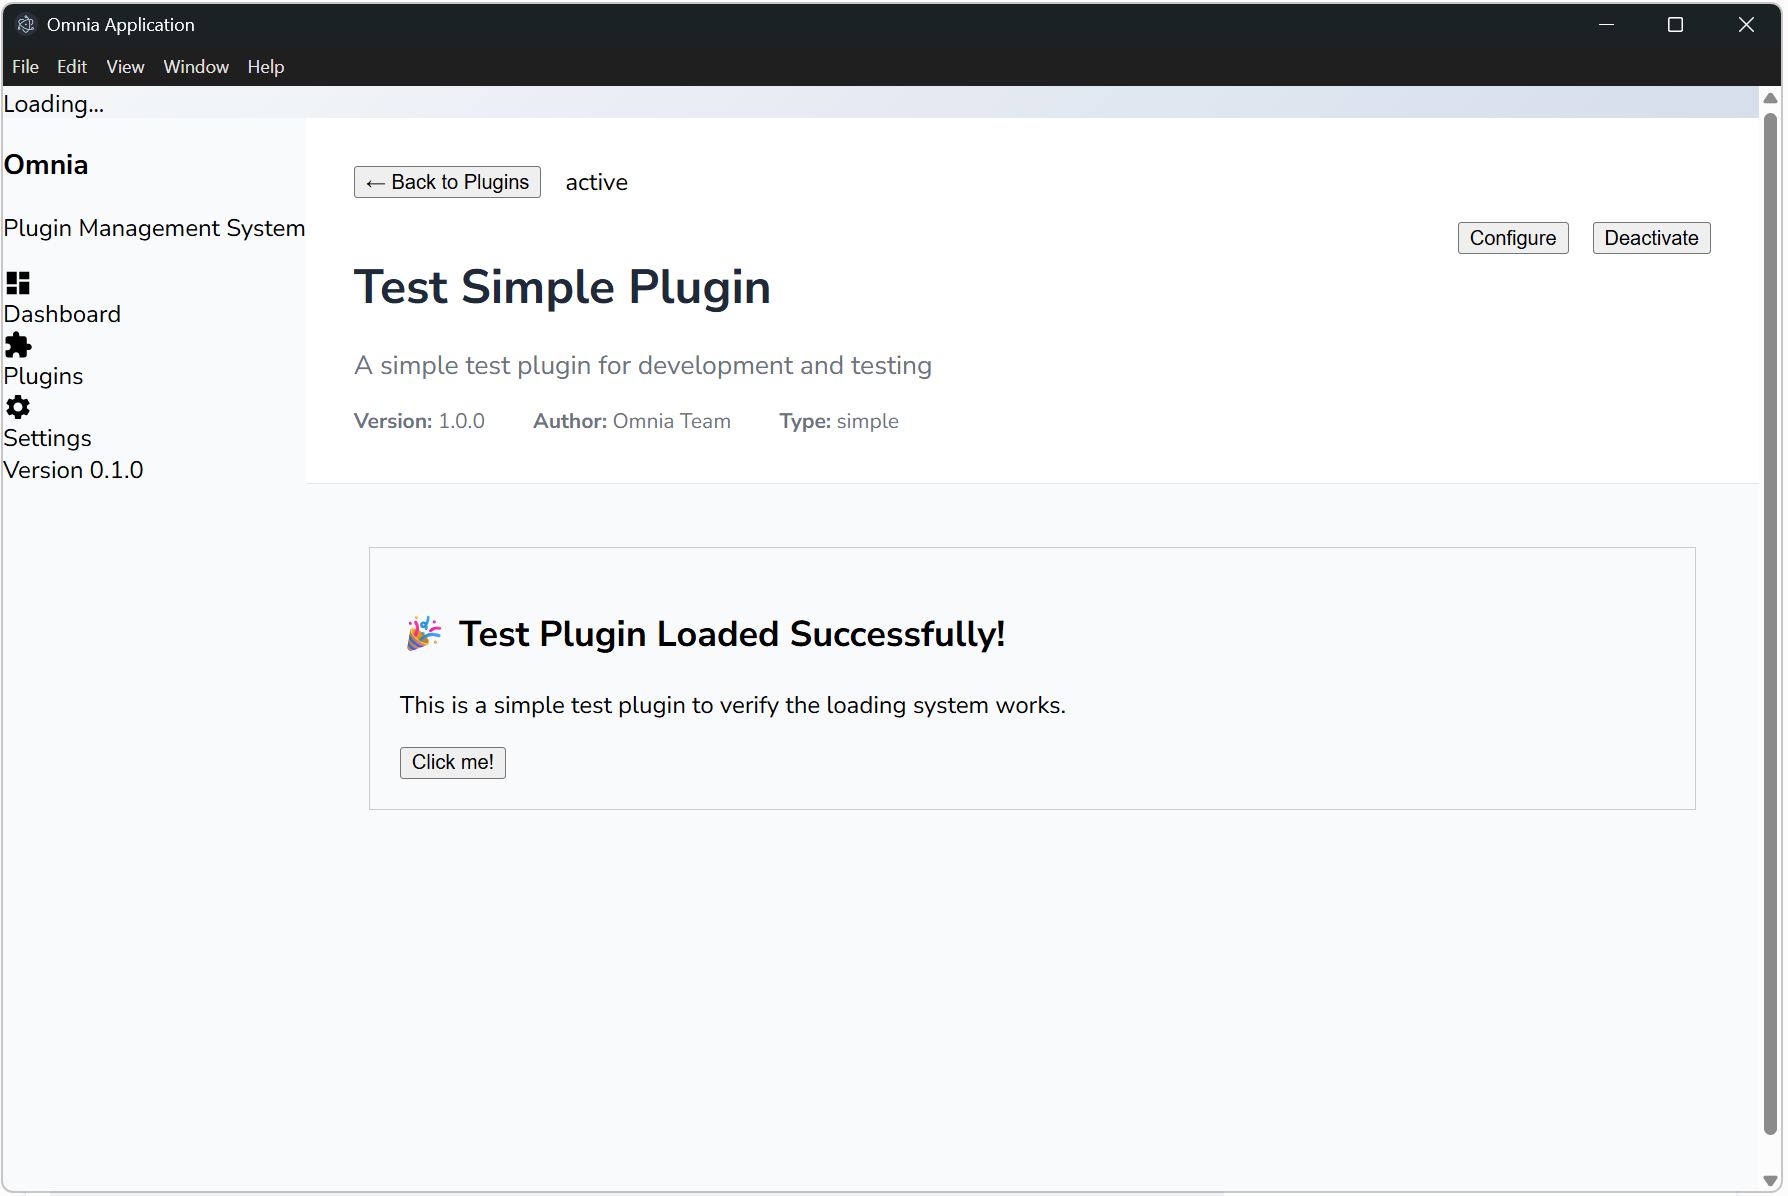 Omnia Application
File Edit View Window Help
Loading...
Omnia
Plugin Management System
Dashboard
Plugins
Settings
Version 0.1.0
← Back to Plugins active
Configure Deactivate
Test Simple Plugin
A simple test plugin for development and testing
Version: 1.0.0 Author: Omnia Team Type: simple
🎉 Test Plugin Loaded Successfully!
This is a simple test plugin to verify the loading system works.
Click me!